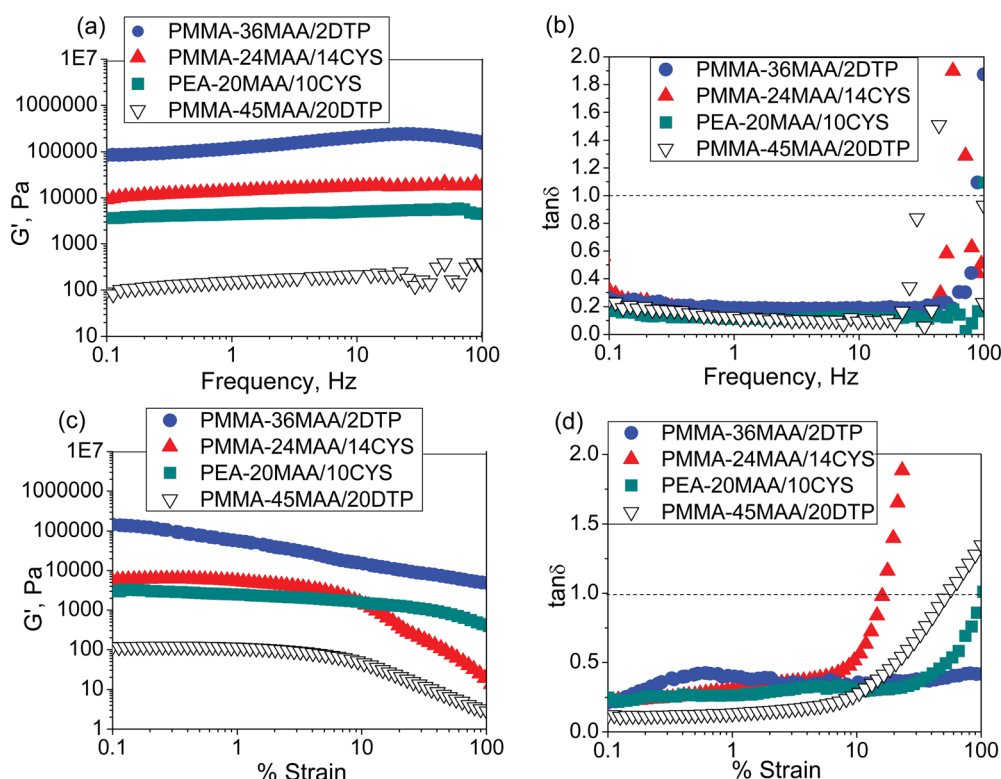 (a)
PMMA-36MAA/2DTP
PMMA-24MAA/14CYS
PEA-20MAA/10CYS
PMMA-45MAA/20DTP
1E7
1000000
100000
10000
1000
100
10
G', Pa
0.1 1 10 100
Frequency, Hz
(b)
PMMA-36MAA/2DTP
PMMA-24MAA/14CYS
PEA-20MAA/10CYS
PMMA-45MAA/20DTP
2.0
1.8
1.6
1.4
1.2
1.0
0.8
0.6
0.4
0.2
0.0
tanδ
0.1 1 10 100
Frequency, Hz
(c)
PMMA-36MAA/2DTP
PMMA-24MAA/14CYS
PEA-20MAA/10CYS
PMMA-45MAA/20DTP
1E7
1000000
100000
10000
1000
100
10
1
G', Pa
0.1 1 10 100
% Strain
(d)
PMMA-36MAA/2DTP
PMMA-24MAA/14CYS
PEA-20MAA/10CYS
PMMA-45MAA/20DTP
2.0
1.5
1.0
0.5
0.0
tanδ
0.1 1 10 100
% Strain